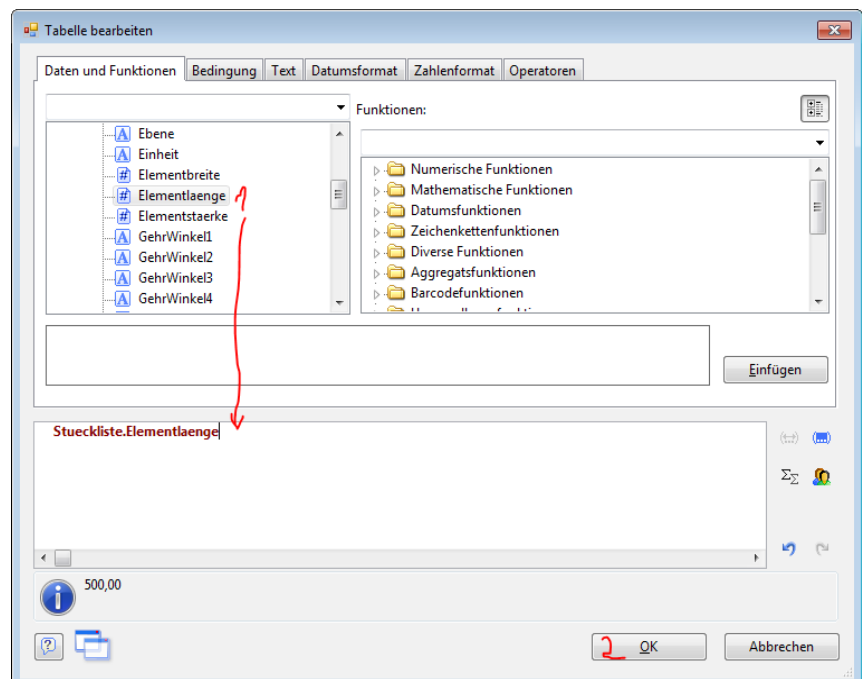 Tabelle bearbeiten
Daten und Funktionen Bedingung Text Datumsformat Zahlenformat Operatoren
Funktionen:
Ebene
Einheit
Elementbreite
Elementlaenge 1
Elementstaerke
GehrWinkel1
GehrWinkel2
GehrWinkel3
GehrWinkel4
Numerische Funktionen
Mathematische Funktionen
Datumsfunktionen
Zeichenkettenfunktionen
Diverse Funktionen
Aggregatsfunktionen
Barcodefunktionen
Einfügen
Stueckliste.Elementlaenge
500,00
2 OK Abbrechen